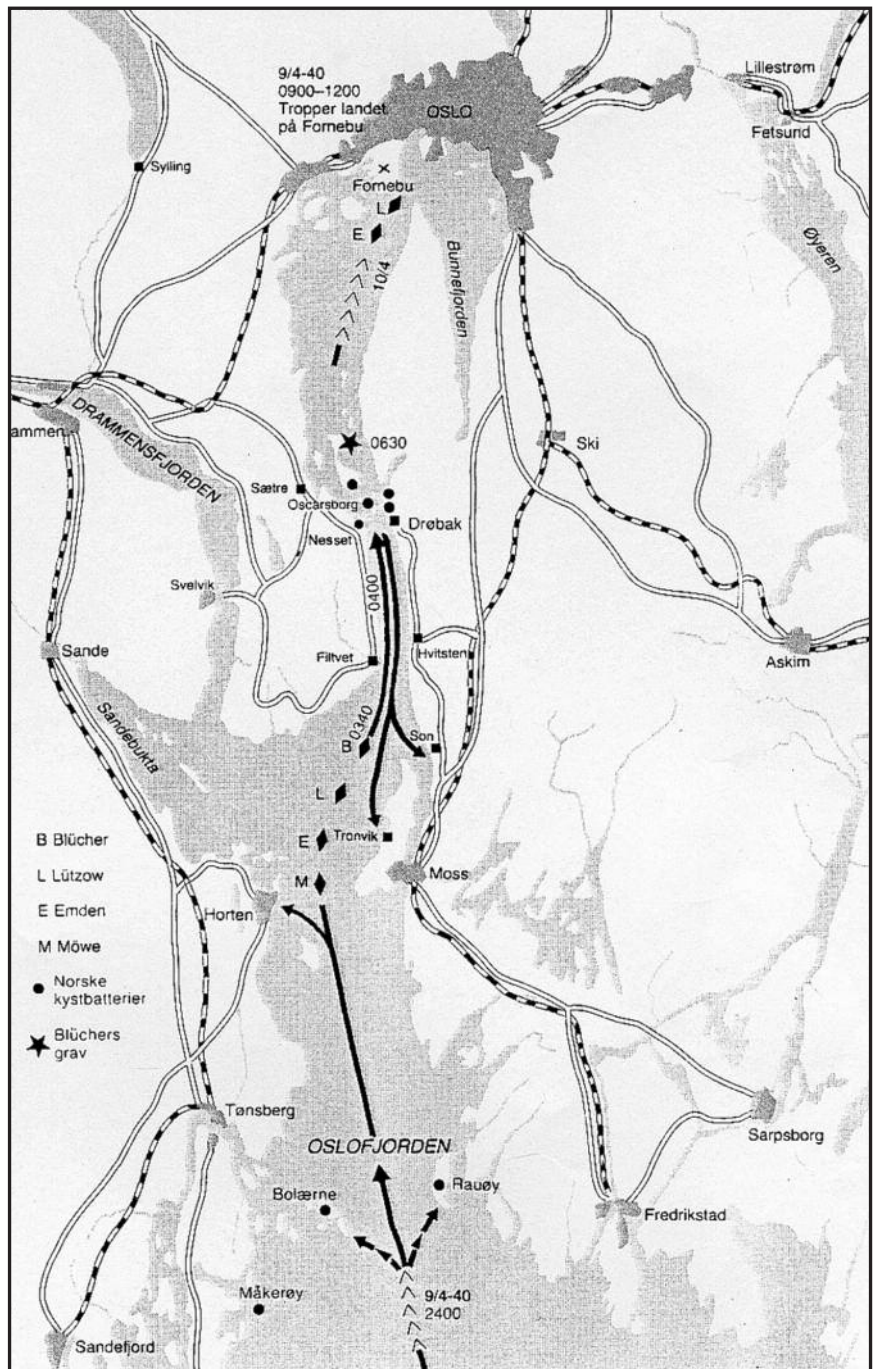 9/4-40
0900–1200
Tropper landet
på Fornebu
OSLO
Lillestrøm
Fetsund
Sylling
Fornebu
L
E
10/4
Bunnefjorden
Øyeren
DRAMMENSFJORDEN
ammen
0630
Ski
Sætre
Oscarsborg
Nesset
Drøbak
0400
Svelvik
Sande
Filtvet
Hvitsten
Askim
Sandebukta
0340
B
Son
L
E
Tronvik
M
Moss
Horten
B Blücher
L Lützow
E Emden
M Möwe
Norske
kystbatterier
Blüchers
grav
Tønsberg
OSLOFJORDEN
Sarpsborg
Rauøy
Bolærne
Fredrikstad
Måkerøy
9/4-40
2400
Sandefjord